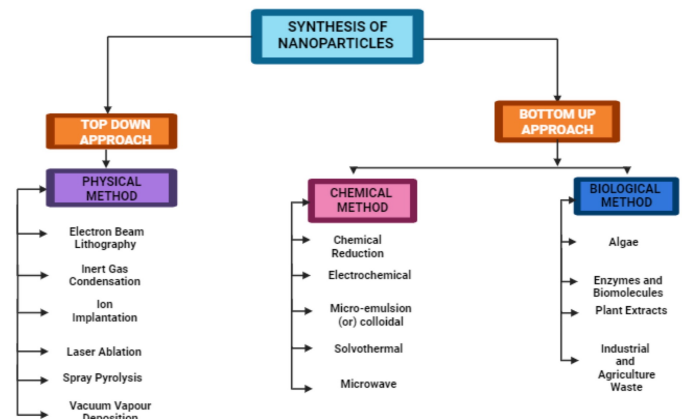 SYNTHESIS OF
NANOPARTICLES
TOP DOWN
APPROACH
BOTTOM UP
APPROACH
PHYSICAL
METHOD
Electron Beam
Lithography
Inert Gas
Condensation
Ion
Implantation
Laser Ablation
Spray Pyrolysis
Vacuum Vapour
Deposition
CHEMICAL
METHOD
Chemical
Reduction
Electrochemical
Micro-emulsion
(or) colloidal
Solvothermal
Microwave
BIOLOGICAL
METHOD
Algae
Enzymes and
Biomolecules
Plant Extracts
Industrial
and
Agriculture
Waste